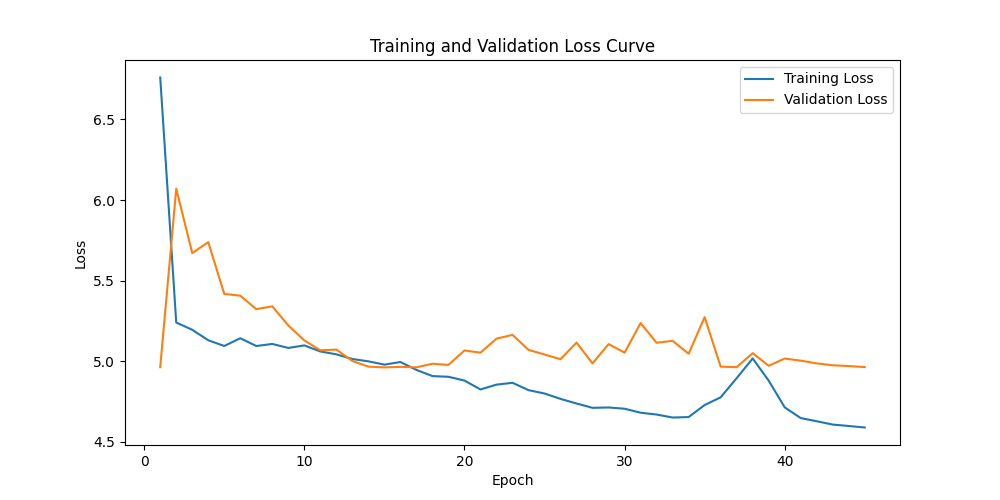 Training and Validation Loss Curve
Training Loss
Validation Loss
6.5
6.0
5.5
5.0
4.5
Loss
0 10 20 30 40
Epoch